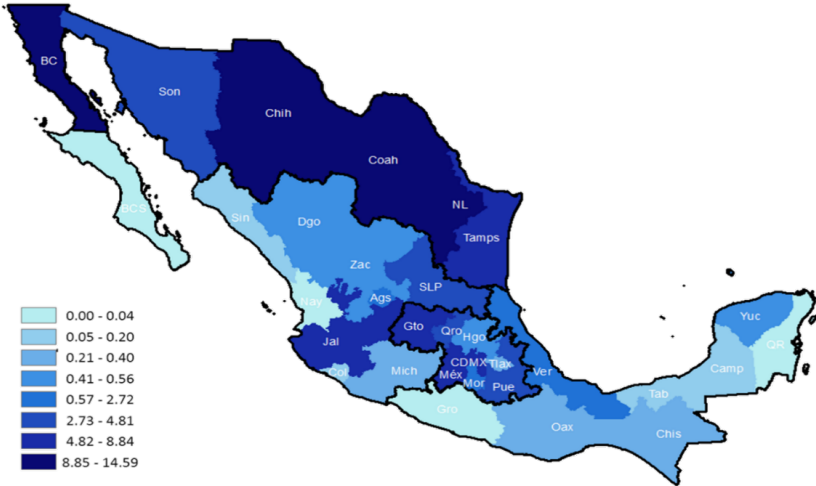 BC
Son
Chih
Coah
BCS
NL
Sin
Dgo
Tamps
Zac
SLP
Nay
Ags
Gto
Qro
Hgo
Jal
CDMX
Tlax
Méx
Mor
Pue
Ver
Col
Mich
Gro
Oax
Yuc
QR
Camp
Tab
Chis
0.00 - 0.04
0.05 - 0.20
0.21 - 0.40
0.41 - 0.56
0.57 - 2.72
2.73 - 4.81
4.82 - 8.84
8.85 - 14.59